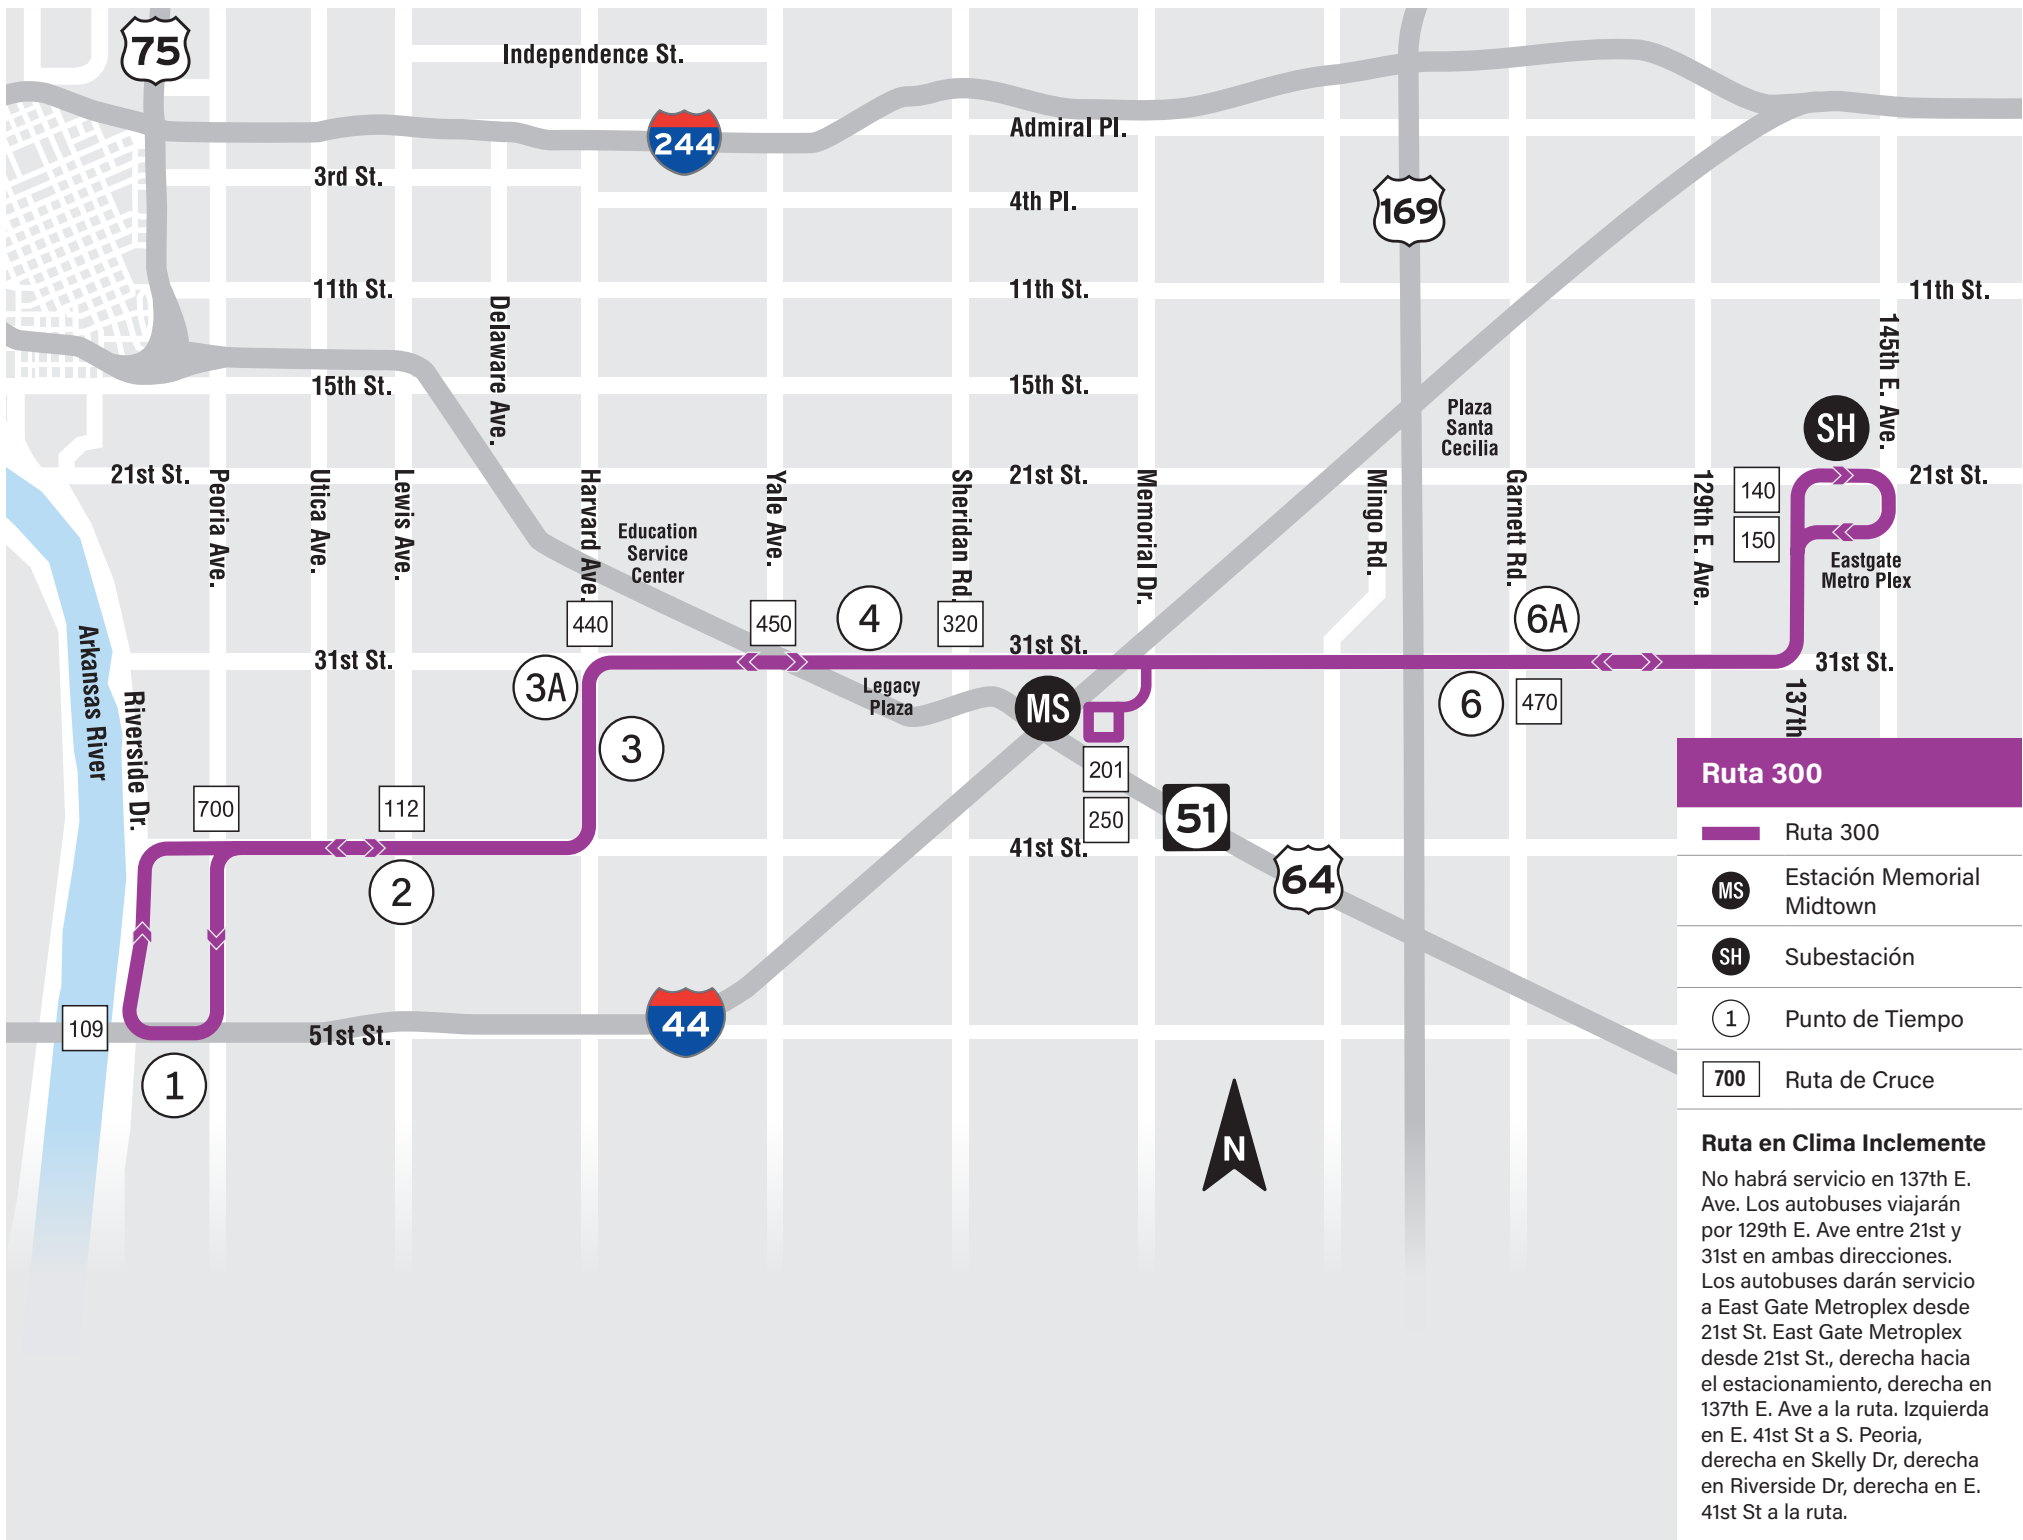 75
Independence St.
244
Admiral Pl.
3rd St.
4th Pl.
169
11th St.
11th St.
11th St.
Delaware Ave.
145th E. Ave.
15th St.
15th St.
Plaza
Santa
Cecilia
SH
21st St.
Peoria Ave.
Utica Ave.
Lewis Ave.
Harvard Ave.
Yale Ave.
Sheridan Rd.
21st St.
Memorial Dr.
Mingo Rd.
Garnett Rd.
129th E. Ave.
140
21st St.
150
Education
Service
Center
Eastgate
Metro Plex
440
450
4
320
6A
Arkansas River
31st St.
31st St.
31st St.
3A
Legacy
Plaza
MS
6
470
137th
Riverside Dr.
3
201
250
51
700
112
41st St.
2
64
109
51st St.
44
1
N
Ruta 300
Ruta 300
MS
Estación Memorial
Midtown
SH
Subestación
1
Punto de Tiempo
700
Ruta de Cruce
Ruta en Clima Inclemente
No habrá servicio en 137th E.
Ave. Los autobuses viajarán
por 129th E. Ave entre 21st y
31st en ambas direcciones.
Los autobuses darán servicio
a East Gate Metroplex desde
21st St. East Gate Metroplex
desde 21st St., derecha hacia
el estacionamiento, derecha en
137th E. Ave a la ruta. Izquierda
en E. 41st St a S. Peoria,
derecha en Skelly Dr, derecha
en Riverside Dr, derecha en E.
41st St a la ruta.